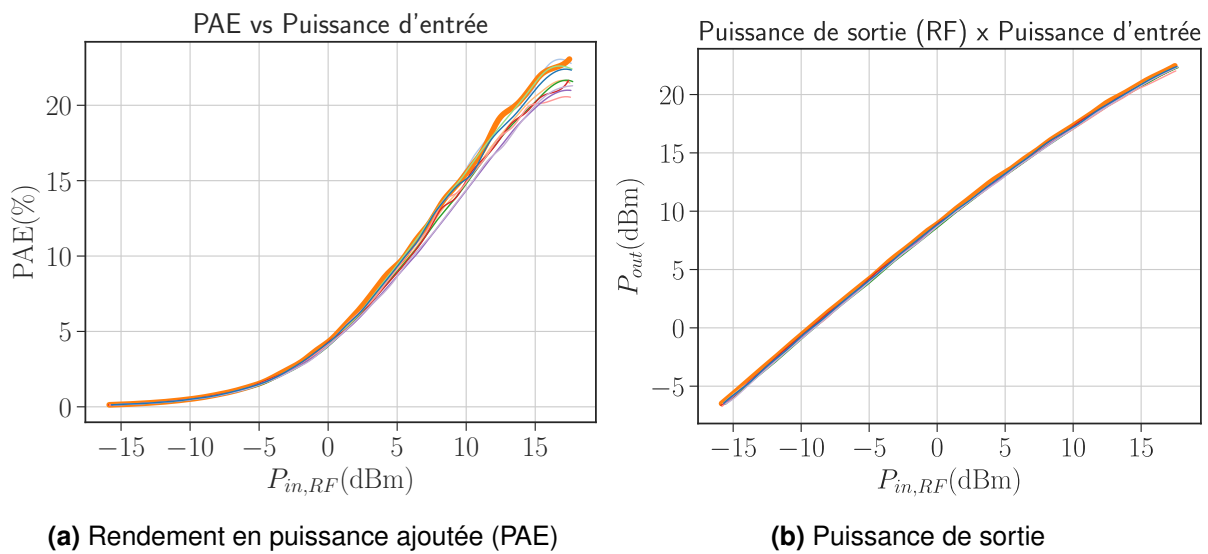 PAE vs Puissance d'entrée
20
15
10
5
0
PAE(%)
−15 −10 −5 0 5 10 15
P_{in,RF}(dBm)
(a) Rendement en puissance ajoutée (PAE)
Puissance de sortie (RF) x Puissance d'entrée
20
15
10
5
0
−5
P_{out}(dBm)
−15 −10 −5 0 5 10 15
P_{in,RF}(dBm)
(b) Puissance de sortie